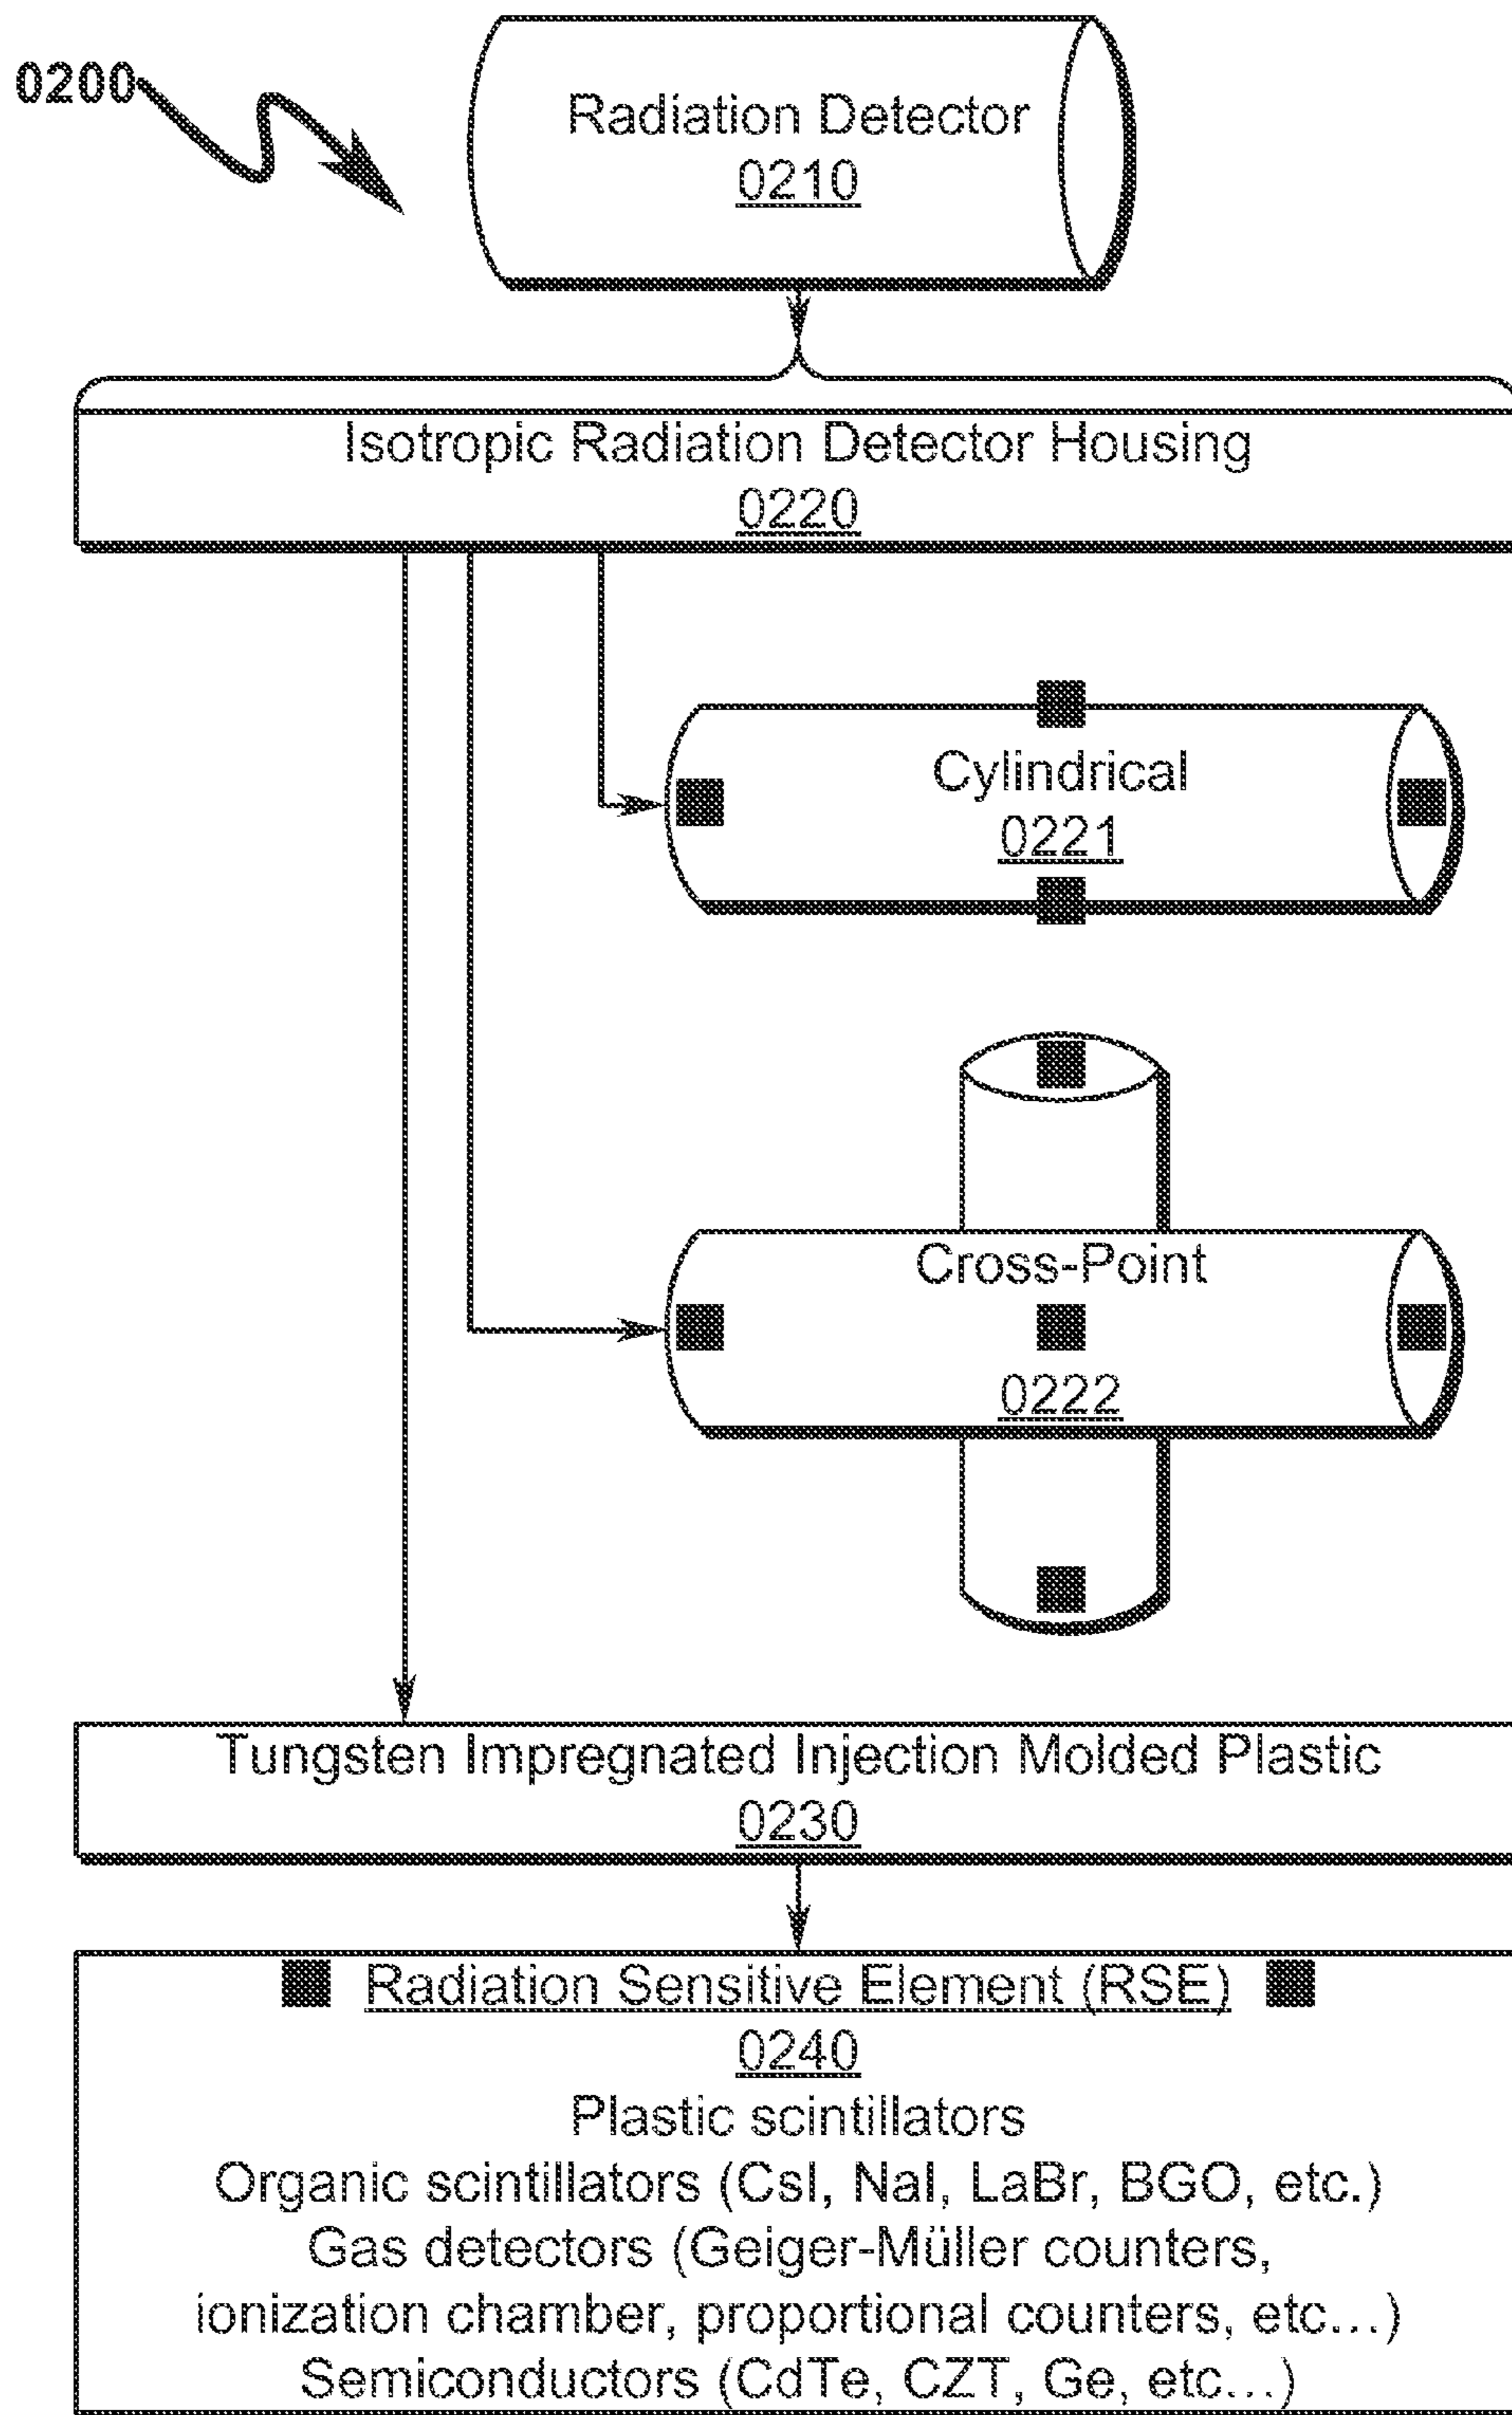 0200
Radiation Detector
0210
Isotropic Radiation Detector Housing
0220
Cylindrical
0221
Cross-Point
0222
Tungsten Impregnated Injection Molded Plastic
0230
Radiation Sensitive Element (RSE)
0240
Plastic scintillators
Organic scintillators (CsI, NaI, LaBr, BGO, etc.)
Gas detectors (Geiger-Müller counters,
ionization chamber, proportional counters, etc...)
Semiconductors (CdTe, CZT, Ge, etc...)